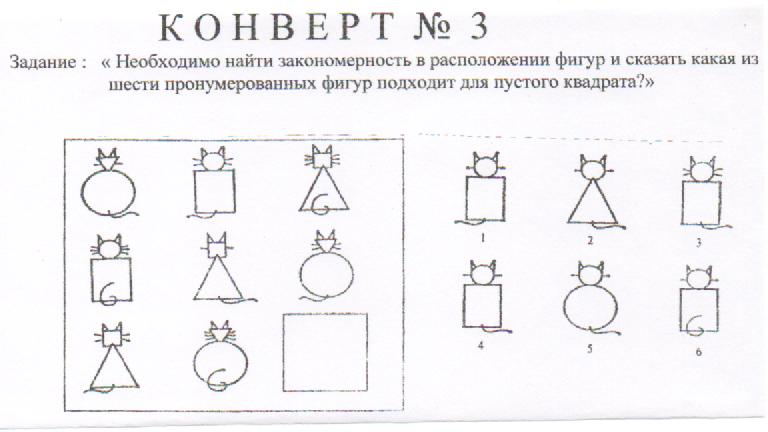 КОНВЕРТ № 3
Задание : « Необходимо найти закономерность в расположении фигур и сказать какая из
шести пронумерованных фигур подходит для пустого квадрата?»
1 2 3
4 5 6